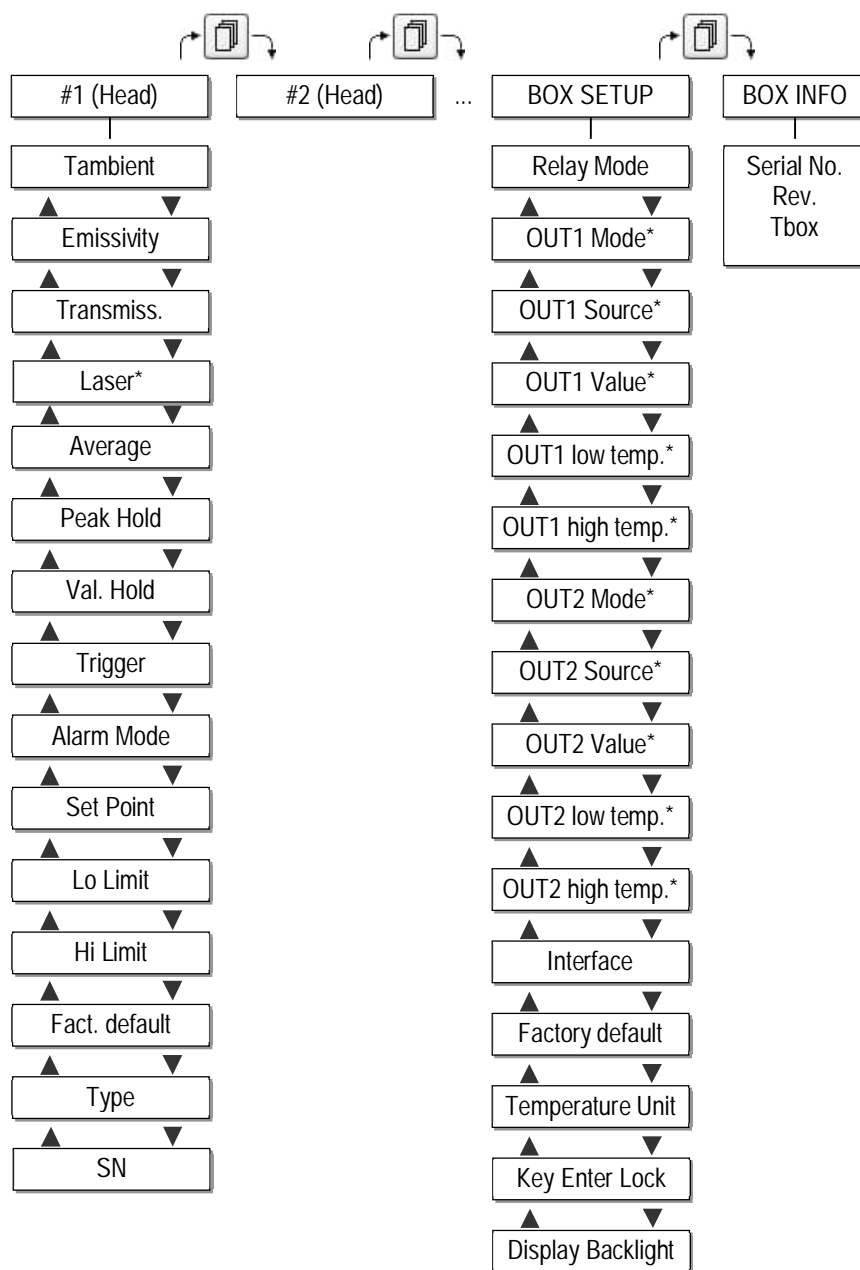 #1 (Head)
#2 (Head)
...
BOX SETUP
BOX INFO
Tambient
Emissivity
Transmiss.
Laser*
Average
Peak Hold
Val. Hold
Trigger
Alarm Mode
Set Point
Lo Limit
Hi Limit
Fact. default
Type
SN
Relay Mode
OUT1 Mode*
OUT1 Source*
OUT1 Value*
OUT1 low temp.*
OUT1 high temp.*
OUT2 Mode*
OUT2 Source*
OUT2 Value*
OUT2 low temp.*
OUT2 high temp.*
Interface
Factory default
Temperature Unit
Key Enter Lock
Display Backlight
Serial No.
Rev.
Tbox